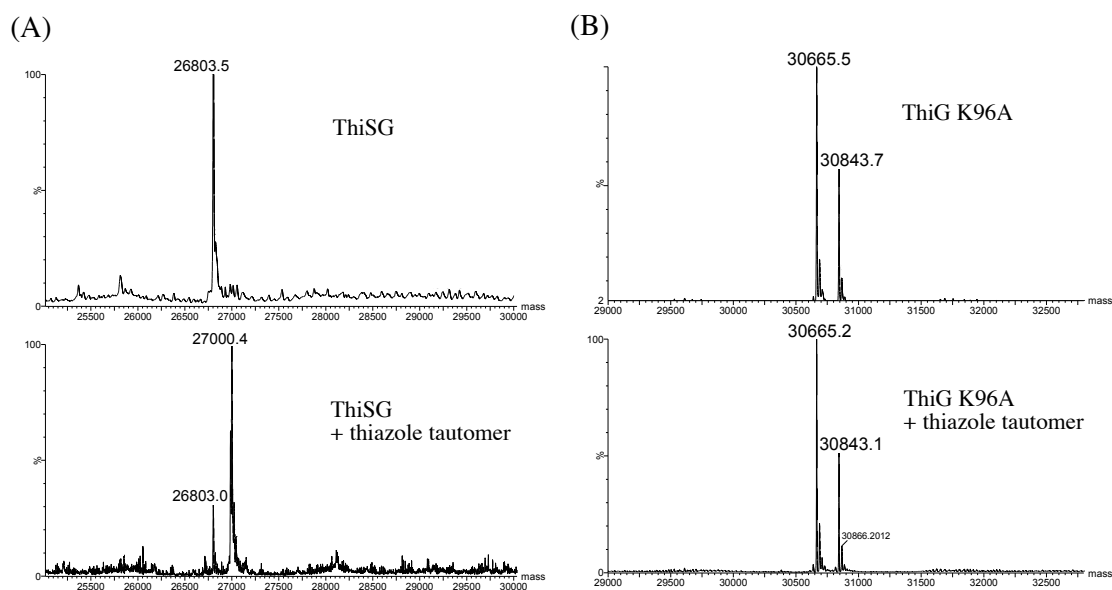 (A)
26803.5
100
ThiSG
%
0
25500 26000 26500 27000 27500 28000 28500 29000 29500 30000 mass
27000.4
100
ThiSG
+ thiazole tautomer
26803.0
%
0
25500 26000 26500 27000 27500 28000 28500 29000 29500 30000 mass
(B)
30665.5
ThiG K96A
30843.7
%
2
29000 29500 30000 30500 31000 31500 32000 32500 mass
30665.2
100
ThiG K96A
+ thiazole tautomer
30843.1
30866.2012
%
0
29000 29500 30000 30500 31000 31500 32000 32500 mass